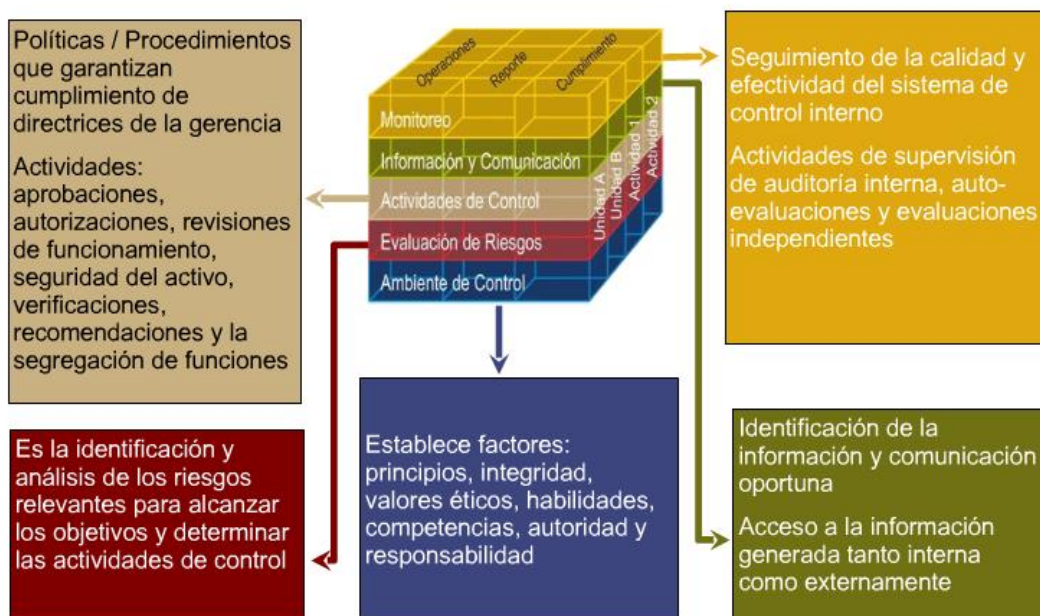 Políticas / Procedimientos
que garantizan
cumplimiento de
directrices de la gerencia
Actividades:
aprobaciones,
autorizaciones, revisiones
de funcionamiento,
seguridad del activo,
verificaciones,
recomendaciones y la
segregación de funciones
Operaciones
Reporte
Cumplimiento
Monitoreo
Información y Comunicación
Actividades de Control
Evaluación de Riesgos
Ambiente de Control
Unidad A
Unidad B
Actividad 1
Actividad 2
Seguimiento de la calidad y
efectividad del sistema de
control interno
Actividades de supervisión
de auditoría interna, auto-
evaluaciones y evaluaciones
independientes
Es la identificación y
análisis de los riesgos
relevantes para alcanzar
los objetivos y determinar
las actividades de control
Establece factores:
principios, integridad,
valores éticos, habilidades,
competencias, autoridad y
responsabilidad
Identificación de la
información y comunicación
oportuna
Acceso a la información
generada tanto interna
como externamente